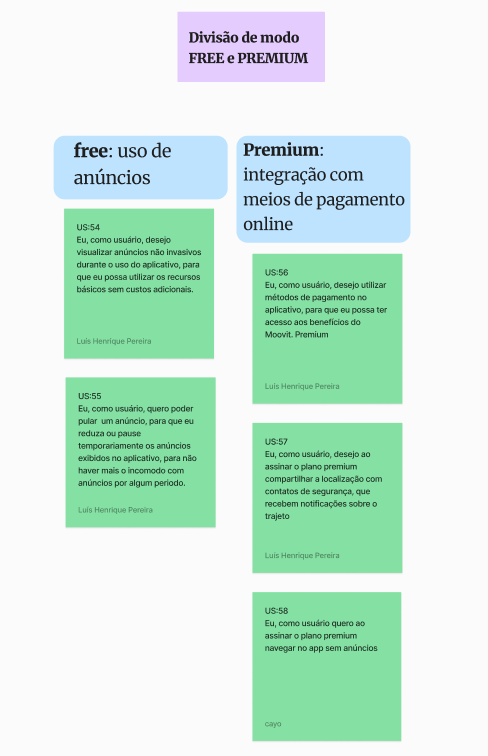 Divisão de modo
FREE e PREMIUM
free: uso de
anúncios
US:54
Eu, como usuário, desejo
visualizar anúncios não invasivos
durante o uso do aplicativo, para
que eu possa utilizar os recursos
básicos sem custos adicionais.
Luís Henrique Pereira
US:55
Eu, como usuário, quero poder
pular um anúncio, para que eu
reduza ou pause
temporariamente os anúncios
exibidos no aplicativo, para não
haver mais o incomodo com
anúncios por algum periodo.
Luís Henrique Pereira
Premium:
integração com
meios de pagamento
online
US:56
Eu, como usuário, desejo utilizar
métodos de pagamento no
aplicativo, para que eu possa ter
acesso aos benefícios do
Moovit. Premium
Luís Henrique Pereira
US:57
Eu, como usuário, desejo ao
assinar o plano premium
compartilhar a localização com
contatos de segurança, que
recebem notificações sobre o
trajeto
Luís Henrique Pereira
US:58
Eu, como usuário quero ao
assinar o plano premium
navegar no app sem anúncios
cayo